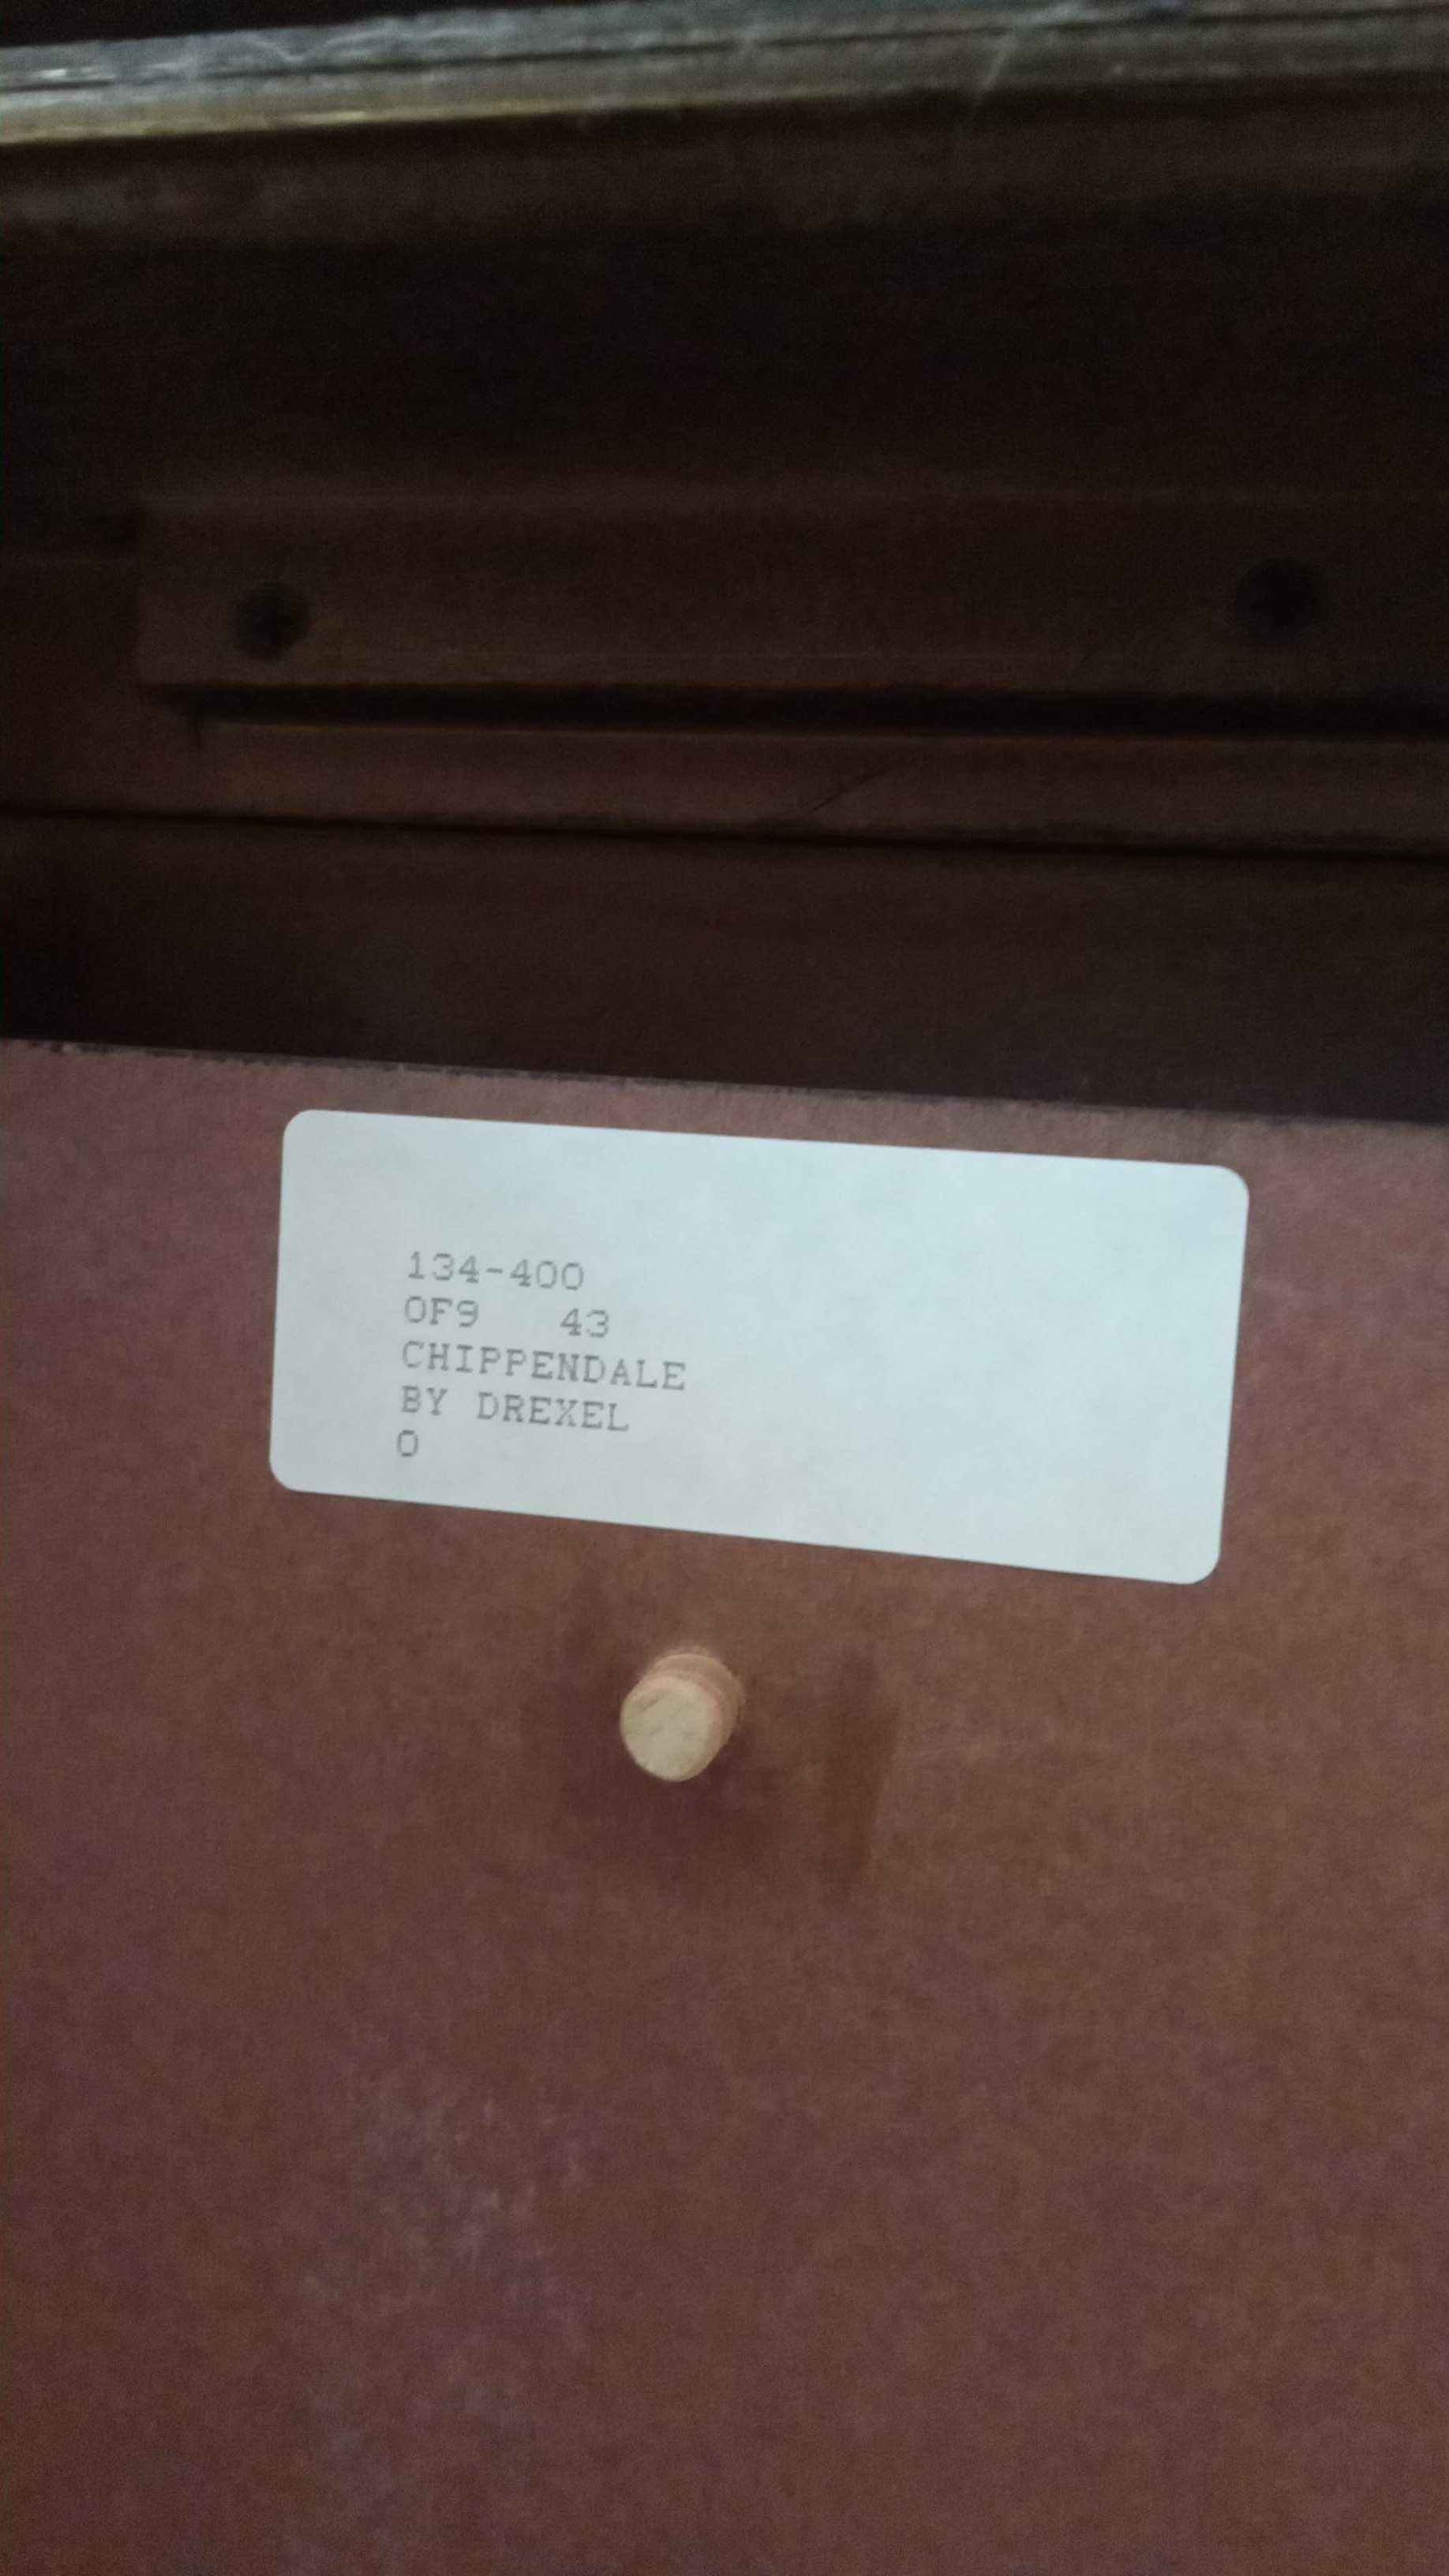 134-400
OF9 43
CHIPPENDALE
BY DREXEL
O